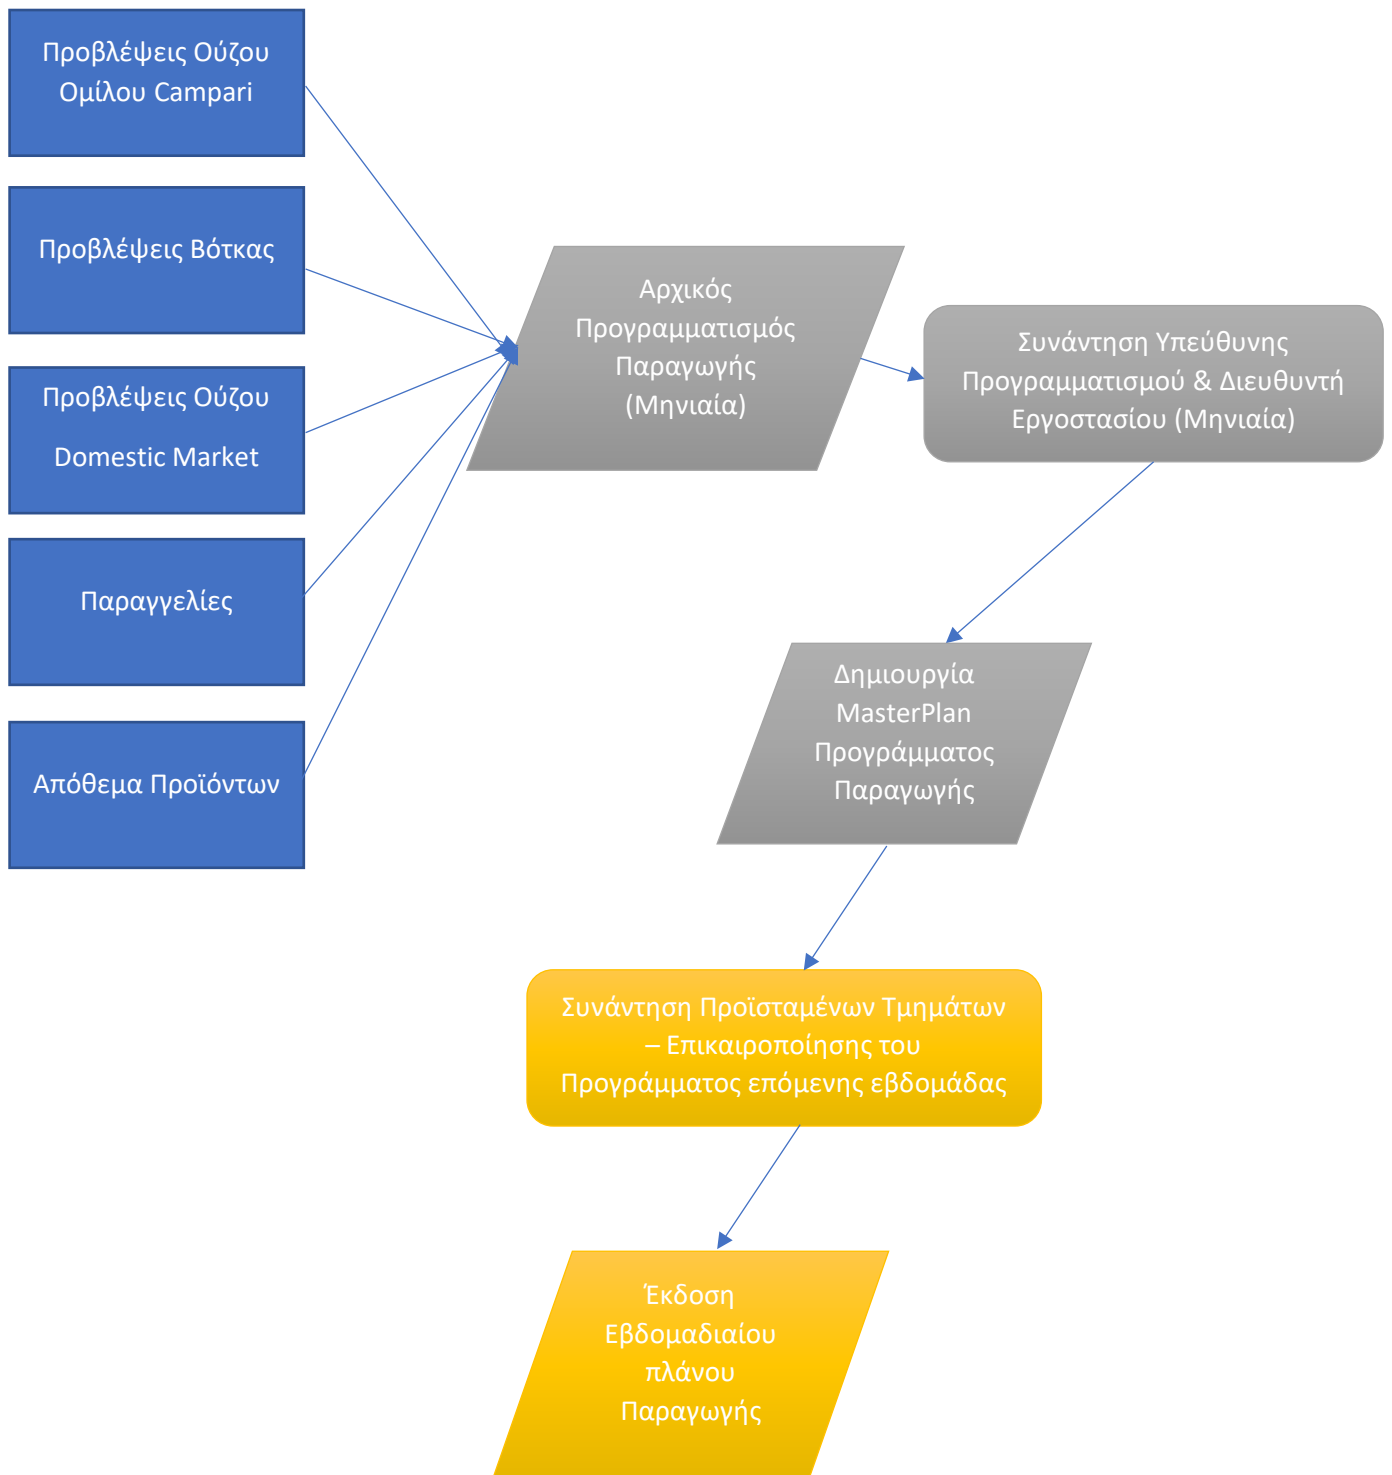 Προβλέψεις Ούζου
Ομίλου Campari
Προβλέψεις Βότκας
Προβλέψεις Ούζου
Domestic Market
Παραγγελίες
Απόθεμα Προϊόντων
Αρχικός
Προγραμματισμός
Παραγωγής
(Μηνιαία)
Συνάντηση Υπεύθυνης
Προγραμματισμού & Διευθυντή
Εργοστασίου (Μηνιαία)
Δημιουργία
MasterPlan
Προγράμματος
Παραγωγής
Συνάντηση Προϊσταμένων Τμημάτων
– Επικαιροποίησης του
Προγράμματος επόμενης εβδομάδας
Έκδοση
Εβδομαδιαίου
πλάνου
Παραγωγής